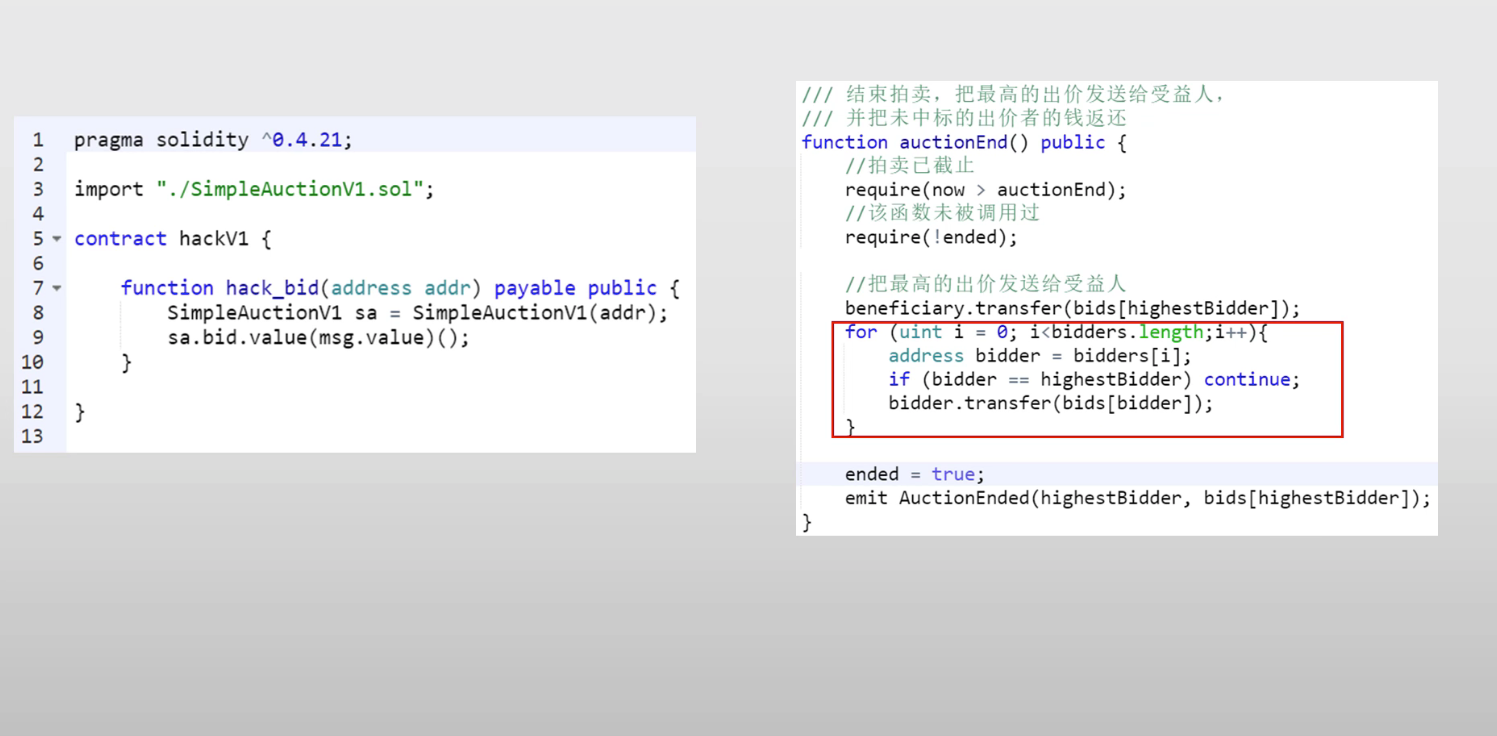 1 pragma solidity ^0.4.21;
2
3 import "./SimpleAuctionV1.sol";
4
5 contract hackV1 {
6
7 function hack_bid(address addr) payable public {
8 SimpleAuctionV1 sa = SimpleAuctionV1(addr);
9 sa.bid.value(msg.value)();
10 }
11
12 }
13
/// 结束拍卖，把最高的出价发送给受益人，
/// 并把未中标的出价者的钱返还
function auctionEnd() public {
//拍卖已截止
require(now > auctionEnd);
//该函数未被调用过
require(!ended);
//把最高的出价发送给受益人
beneficiary.transfer(bids[highestBidder]);
for (uint i = 0; i<bidders.length;i++){
address bidder = bidders[i];
if (bidder == highestBidder) continue;
bidder.transfer(bids[bidder]);
}
ended = true;
emit AuctionEnded(highestBidder, bids[highestBidder]);
}